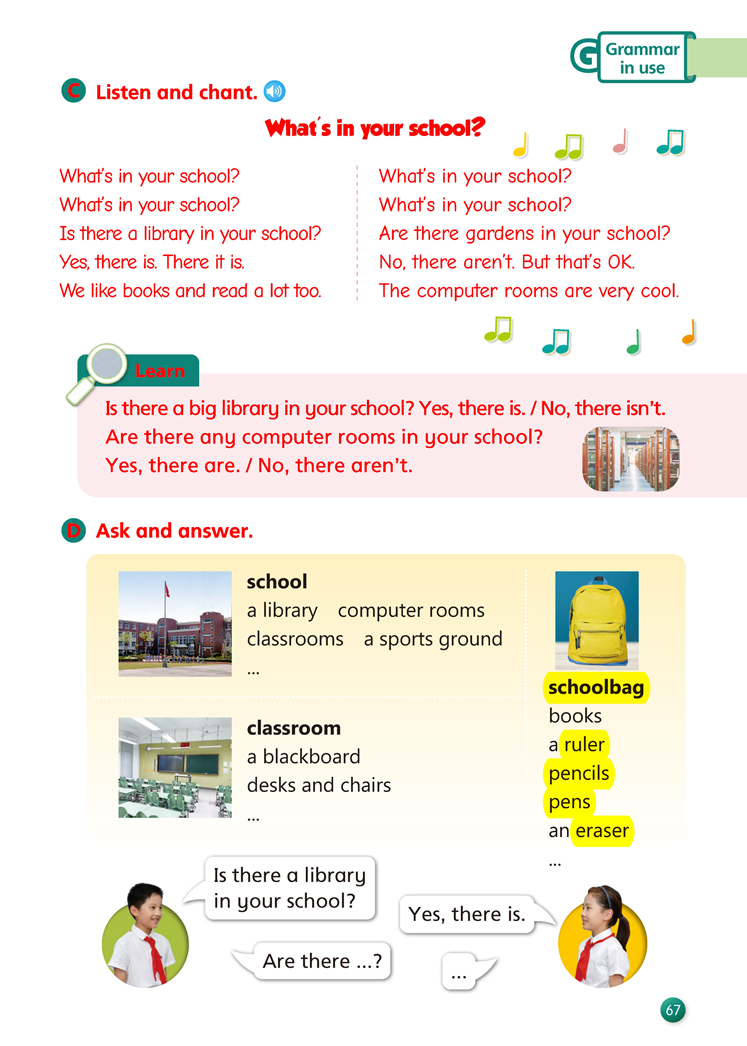 G Grammar
in use
C Listen and chant.
What's in your school?
What's in your school?
What's in your school?
Is there a library in your school?
Yes, there is. There it is.
We like books and read a lot too.
What's in your school?
What's in your school?
Are there gardens in your school?
No, there aren't. But that's OK.
The computer rooms are very cool.
Learn
Is there a big library in your school? Yes, there is. / No, there isn't.
Are there any computer rooms in your school?
Yes, there are. / No, there aren't.
D Ask and answer.
school
a library computer rooms
classrooms a sports ground
...
classroom
a blackboard
desks and chairs
...
schoolbag
books
a ruler
pencils
pens
an eraser
...
Is there a library
in your school?
Yes, there is.
Are there ...?
...
67